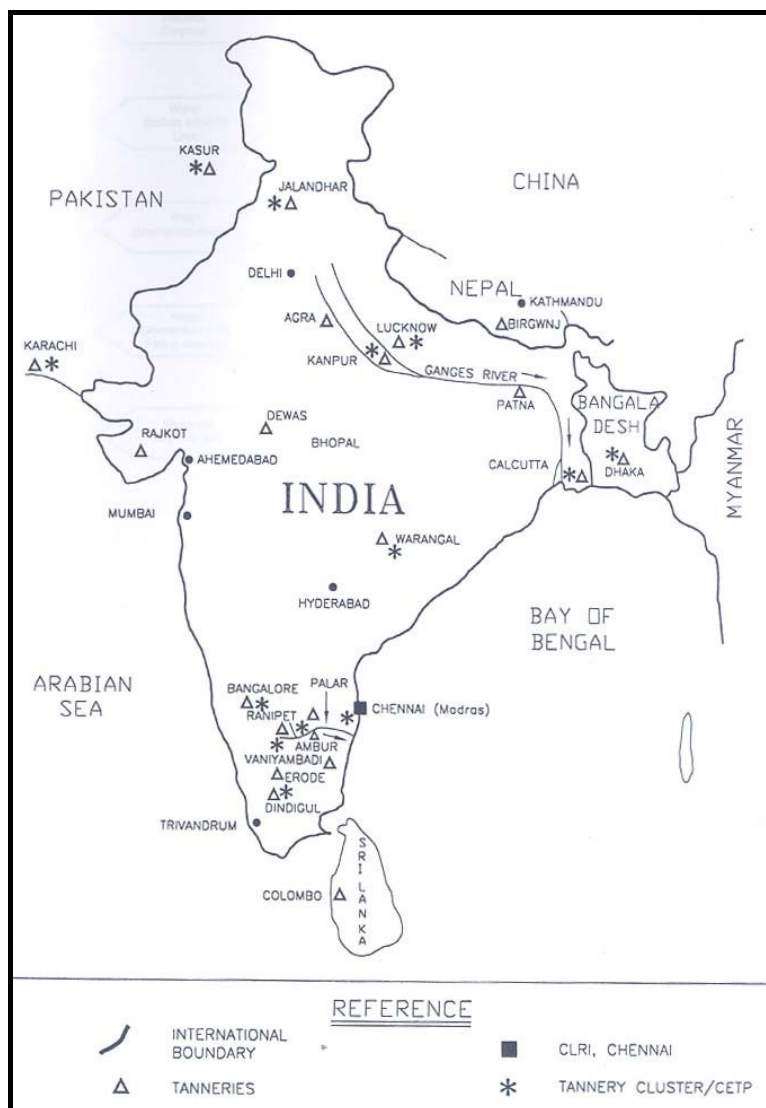 KASUR
PAKISTAN
JALANDHAR
CHINA
DELHI
NEPAL
KATHMANDU
AGRA
LUCKNOW
BIRGWNJ
KARACHI
KANPUR
GANGES RIVER
PATNA
BANGALA
DESH
DEWAS
RAJKOT
BHOPAL
AHEMEDABAD
CALCUTTA
DHAKA
MYANMAR
INDIA
MUMBAI
WARANGAL
HYDERABAD
BAY OF
BENGAL
ARABIAN
SEA
BANGALORE
PALAR
RANIPET
CHENNAI (Madras)
AMBUR
VANIYAMBADI
ERODE
DINDIGUL
TRIVANDRUM
SRI LANKA
COLOMBO
REFERENCE
INTERNATIONAL
BOUNDARY
CLRI, CHENNAI
TANNERIES
TANNERY CLUSTER/CETP